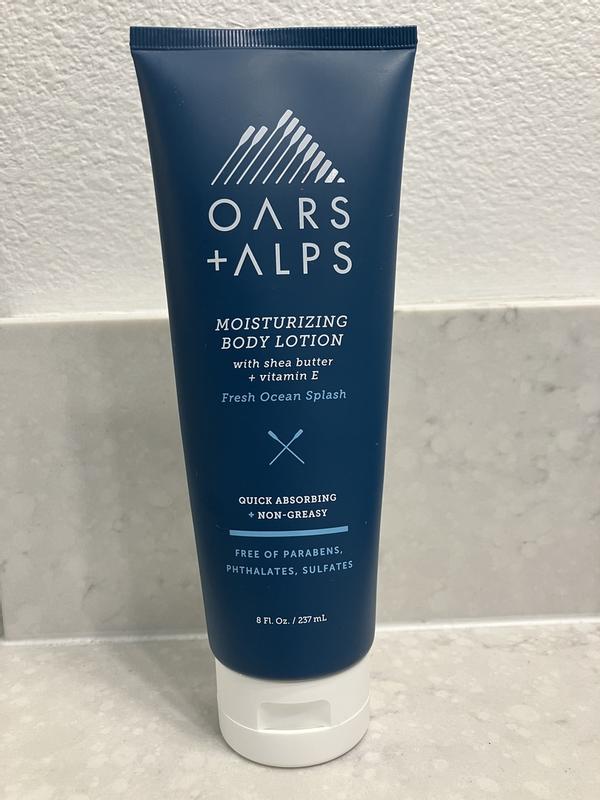 OARS
+ALPS
MOISTURIZING
BODY LOTION
with shea butter
+ vitamin E
Fresh Ocean Splash
QUICK ABSORBING
+ NON-GREASY
FREE OF PARABENS,
PHTHALATES, SULFATES
8 Fl. Oz. / 237 mL